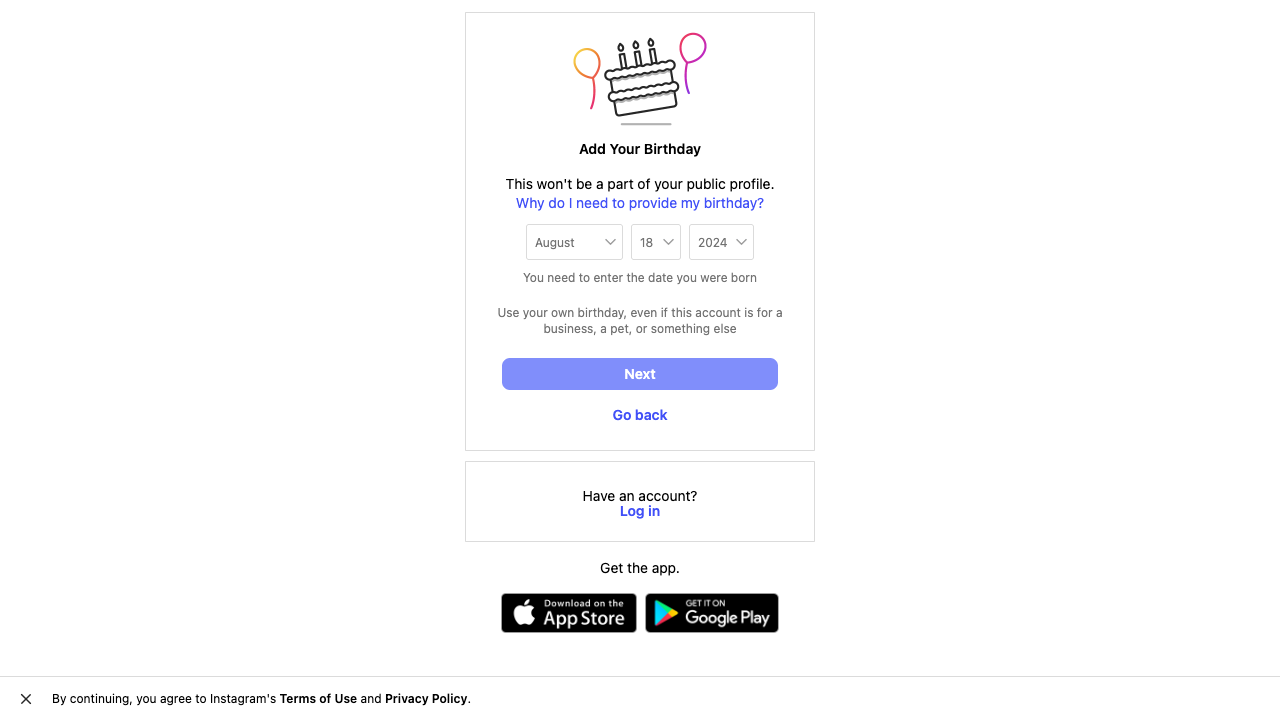 Add Your Birthday
This won't be a part of your public profile.
Why do I need to provide my birthday?
August 18 2024
You need to enter the date you were born
Use your own birthday, even if this account is for a
business, a pet, or something else
Next
Go back
Have an account?
Log in
Get the app.
Download on the
App Store
GET IT ON
Google Play
By continuing, you agree to Instagram's Terms of Use and Privacy Policy.